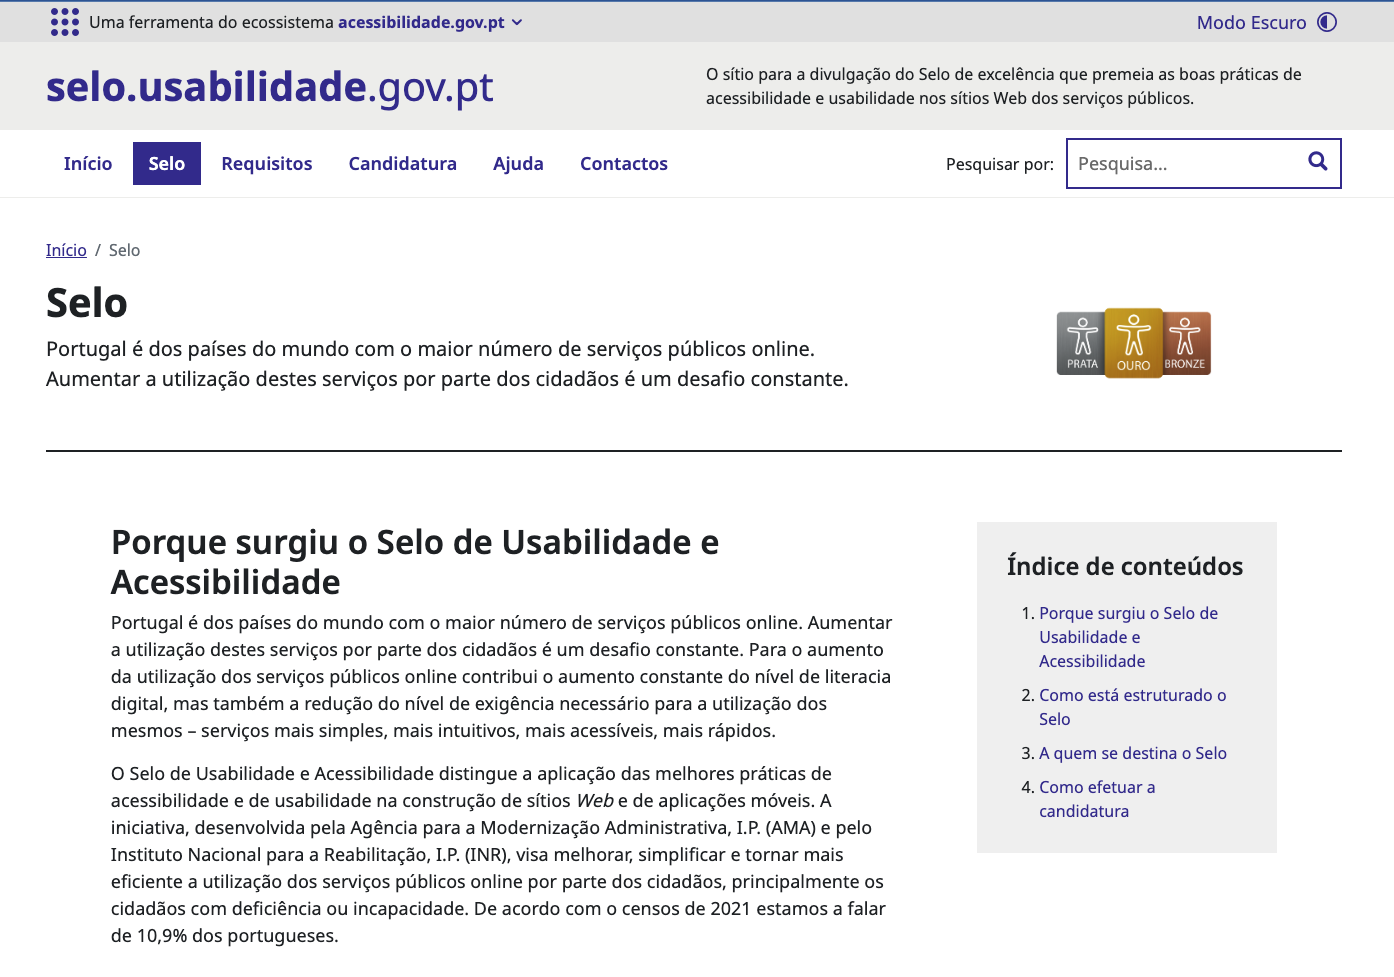 Uma ferramenta do ecossistema acessibilidade.gov.pt
Modo Escuro
selo.usabilidade.gov.pt
O sítio para a divulgação do Selo de excelência que premeia as boas práticas de
acessibilidade e usabilidade nos sítios Web dos serviços públicos.
Início
Selo
Requisitos
Candidatura
Ajuda
Contactos
Pesquisar por:
Pesquisa...
Início / Selo
Selo
Portugal é dos países do mundo com o maior número de serviços públicos online.
Aumentar a utilização destes serviços por parte dos cidadãos é um desafio constante.
PRATA
OURO
BRONZE
Porque surgiu o Selo de Usabilidade e
Acessibilidade
Portugal é dos países do mundo com o maior número de serviços públicos online. Aumentar
a utilização destes serviços por parte dos cidadãos é um desafio constante. Para o aumento
da utilização dos serviços públicos online contribui o aumento constante do nível de literacia
digital, mas também a redução do nível de exigência necessário para a utilização dos
mesmos – serviços mais simples, mais intuitivos, mais acessíveis, mais rápidos.
O Selo de Usabilidade e Acessibilidade distingue a aplicação das melhores práticas de
acessibilidade e de usabilidade na construção de sítios Web e de aplicações móveis. A
iniciativa, desenvolvida pela Agência para a Modernização Administrativa, I.P. (AMA) e pelo
Instituto Nacional para a Reabilitação, I.P. (INR), visa melhorar, simplificar e tornar mais
eficiente a utilização dos serviços públicos online por parte dos cidadãos, principalmente os
cidadãos com deficiência ou incapacidade. De acordo com o censos de 2021 estamos a falar
de 10,9% dos portugueses.
Índice de conteúdos
1. Porque surgiu o Selo de
Usabilidade e
Acessibilidade
2. Como está estruturado o
Selo
3. A quem se destina o Selo
4. Como efetuar a
candidatura